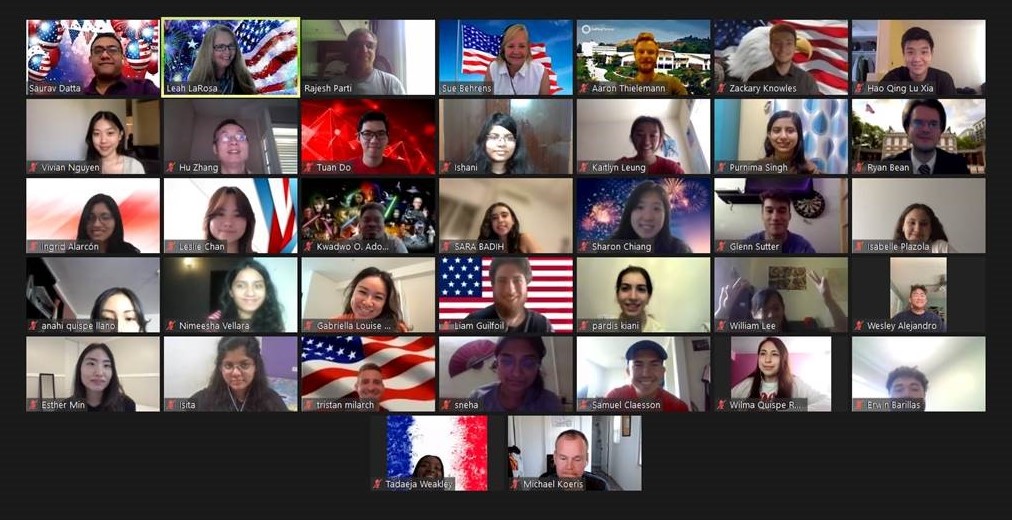 Saurav Datta
Leah LaRosa
Rajesh Parti
Sue Behrens
Aaron Thielemann
Zackary Knowles
Hao Qing Lu Xia
Vivian Nguyen
Hu Zhang
Tuan Do
Ishani
Kaitlyn Leung
Purnima Singh
Ryan Bean
Ingrid Alarcón
Leslie Chan
Kwadwo O. Ado...
SARA BADIH
Sharon Chiang
Glenn Sutter
Isabelle Plazola
anahi quispe llano
Nimeesha Vellara
Gabriella Louise ...
Liam Guilfoil
pardis kiani
William Lee
Wesley Alejandro
Esther Min
isita
tristan milarch
sneha
Samuel Claesson
Wilma Quispe R...
Erwin Barillas
Tadaeja Weakley
Michael Koeris